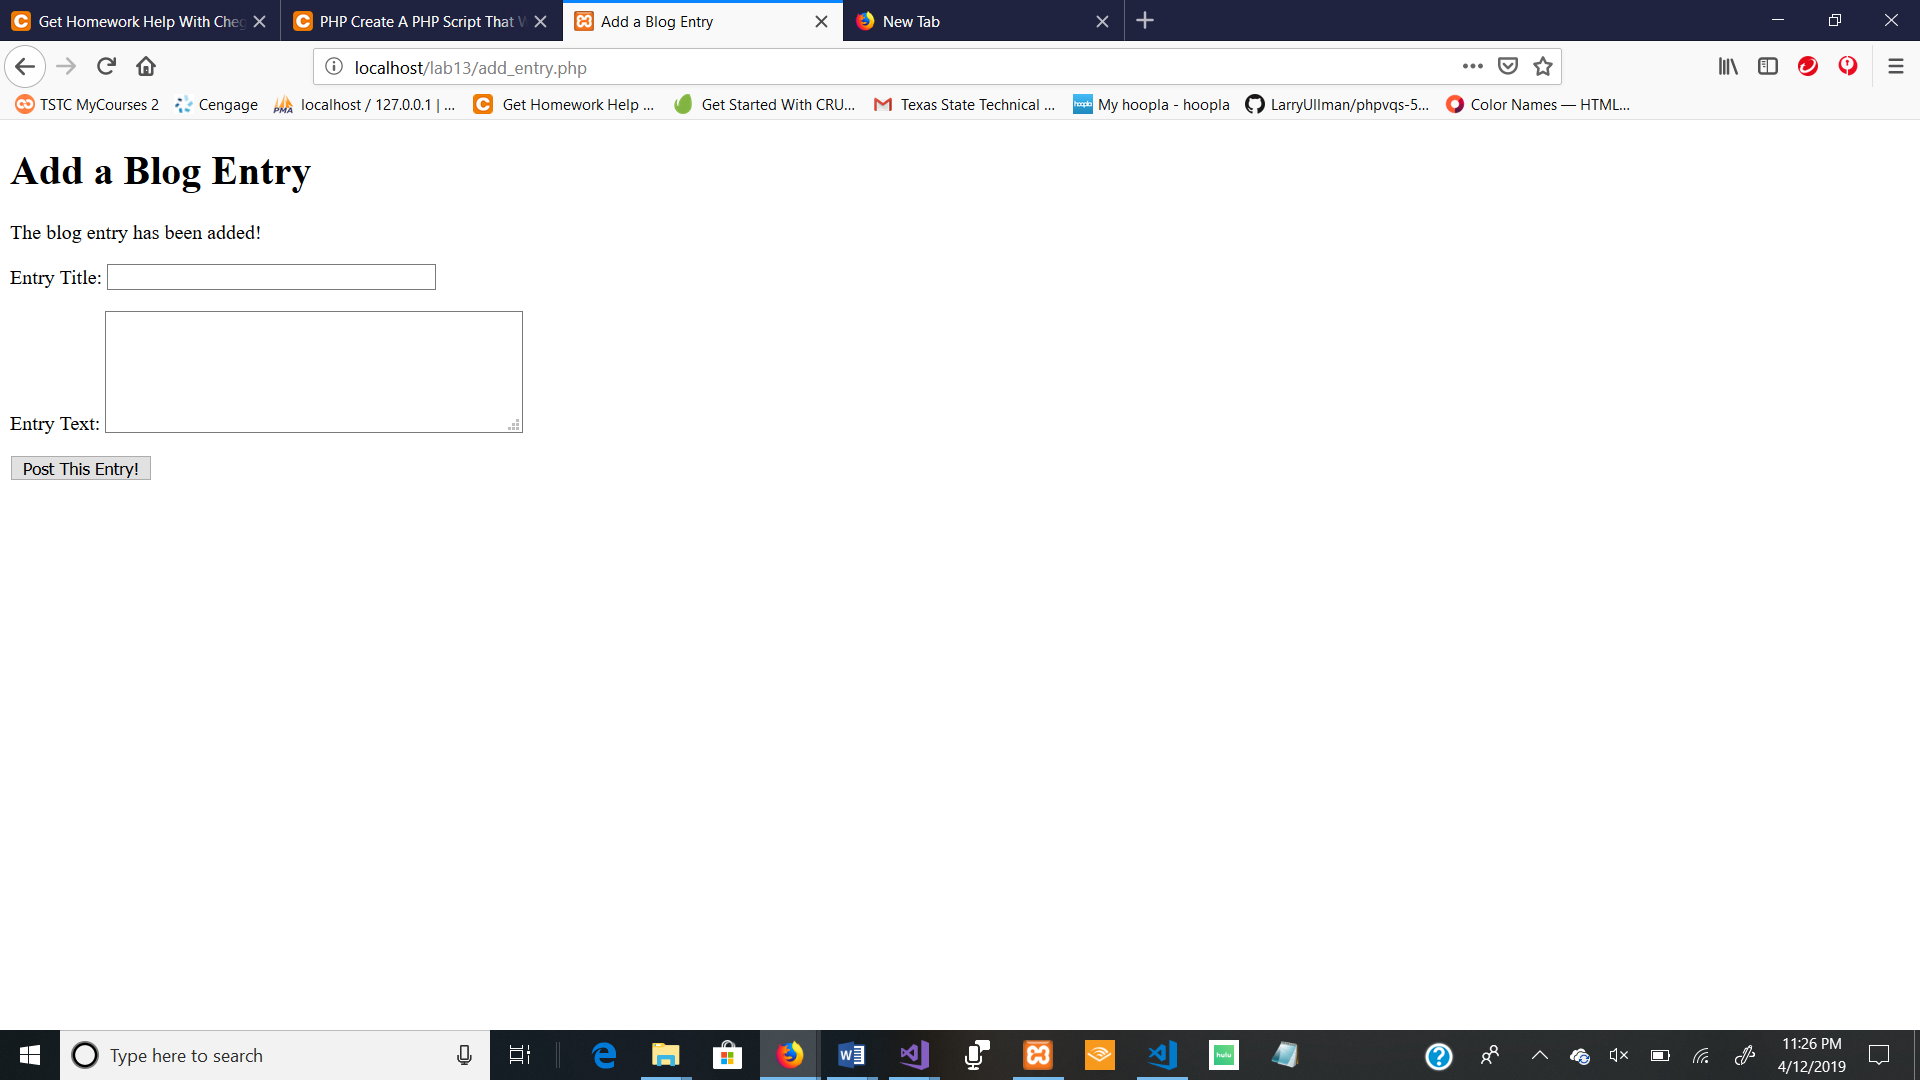 Get Homework Help With Cheg
PHP Create A PHP Script That W
Add a Blog Entry
New Tab
localhost/lab13/add_entry.php
TSTC MyCourses 2
Cengage
PMA
localhost / 127.0.0.1 | ...
Get Homework Help ...
Get Started With CRU...
Texas State Technical ...
hoopla
My hoopla - hoopla
LarryUllman/phpvqs-5...
Color Names — HTML...
Add a Blog Entry
The blog entry has been added!
Entry Title:
Entry Text:
Post This Entry!
Type here to search
hulu
11:26 PM
4/12/2019